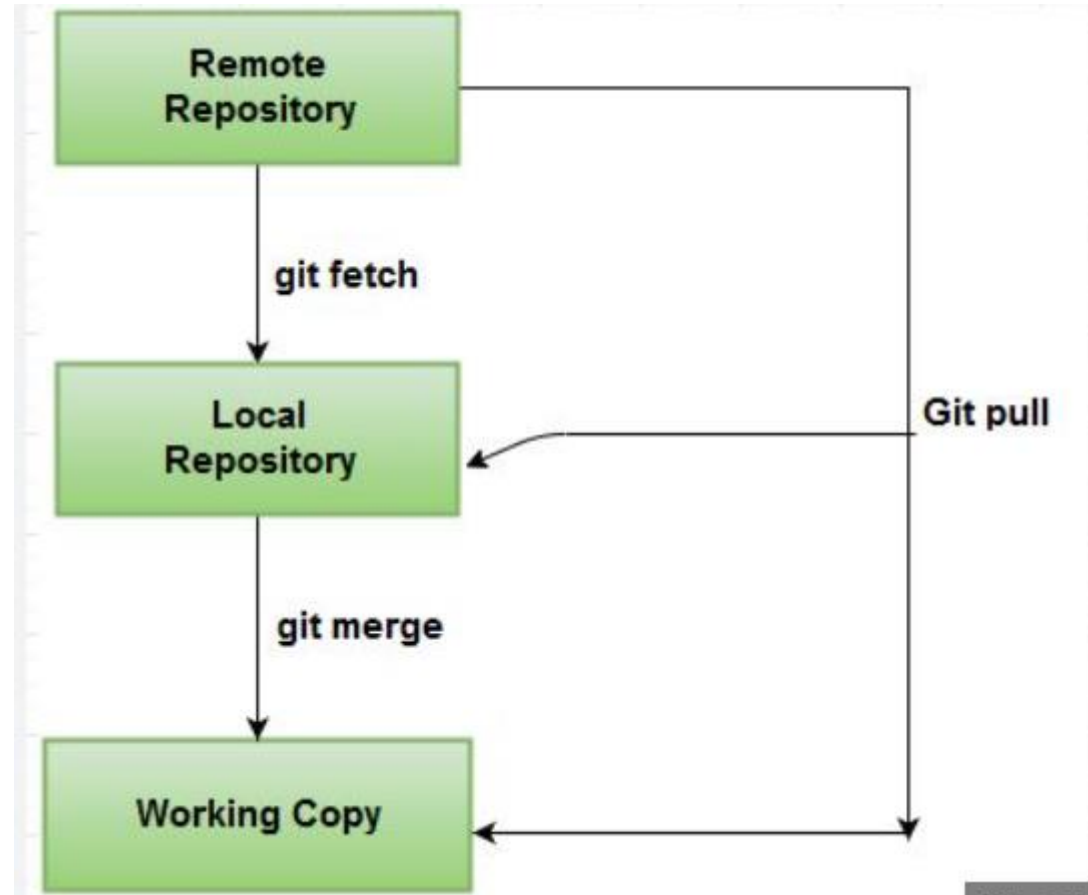 Remote
Repository
git fetch
Local
Repository
Git pull
git merge
Working Copy